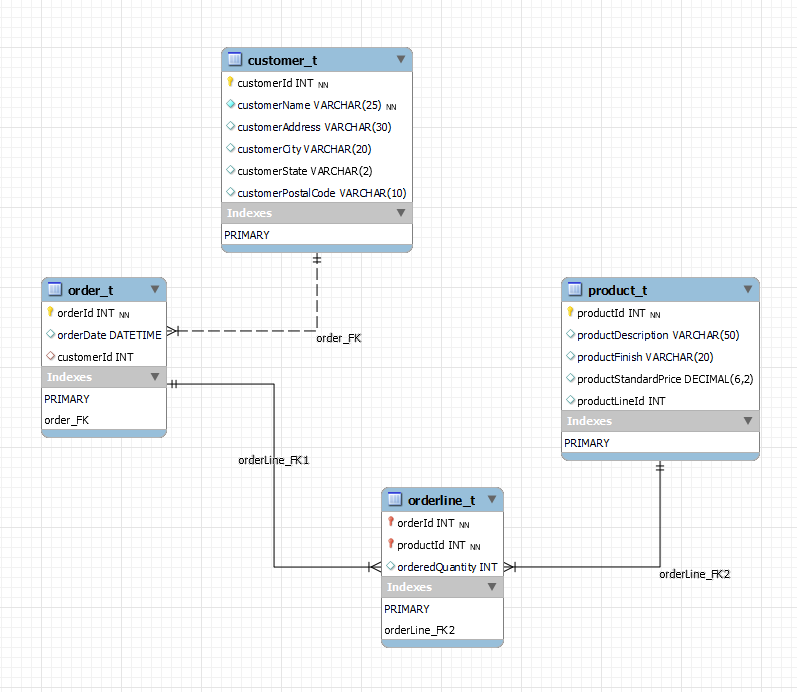 customer_t
customerId INT NN
customerName VARCHAR(25) NN
customerAddress VARCHAR(30)
customerCity VARCHAR(20)
customerState VARCHAR(2)
customerPostalCode VARCHAR(10)
Indexes
PRIMARY
order_t
orderId INT NN
orderDate DATETIME
customerId INT
Indexes
PRIMARY
order_FK
order_FK
product_t
productId INT NN
productDescription VARCHAR(50)
productFinish VARCHAR(20)
productStandardPrice DECIMAL(6,2)
productLineId INT
Indexes
PRIMARY
orderLine_FK1
orderline_t
orderId INT NN
productId INT NN
orderedQuantity INT
Indexes
PRIMARY
orderLine_FK2
orderLine_FK2